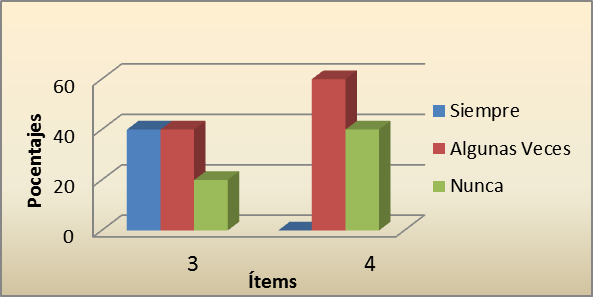 60
40
20
0
Pocentajes
3
4
Ítems
Siempre
Algunas Veces
Nunca